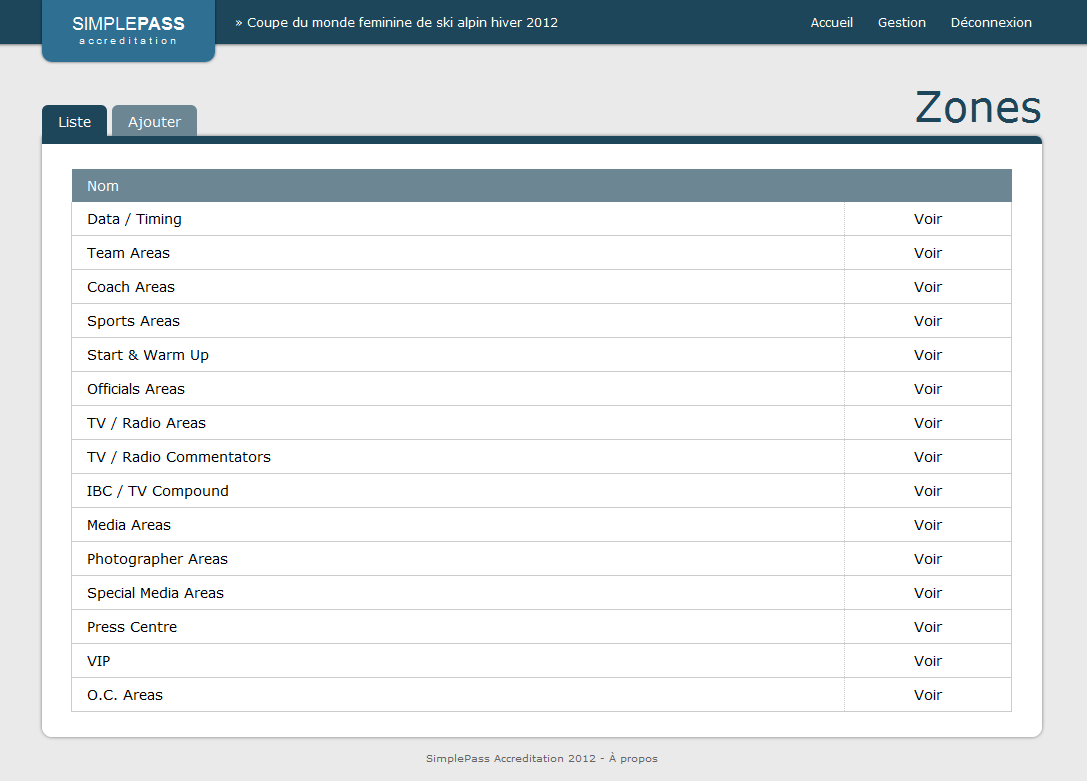 SIMPLEPASS
accreditation
» Coupe du monde feminine de ski alpin hiver 2012
Accueil Gestion Déconnexion
Zones
Liste Ajouter
Nom
Data / Timing Voir
Team Areas Voir
Coach Areas Voir
Sports Areas Voir
Start & Warm Up Voir
Officials Areas Voir
TV / Radio Areas Voir
TV / Radio Commentators Voir
IBC / TV Compound Voir
Media Areas Voir
Photographer Areas Voir
Special Media Areas Voir
Press Centre Voir
VIP Voir
O.C. Areas Voir
SimplePass Accreditation 2012 - À propos